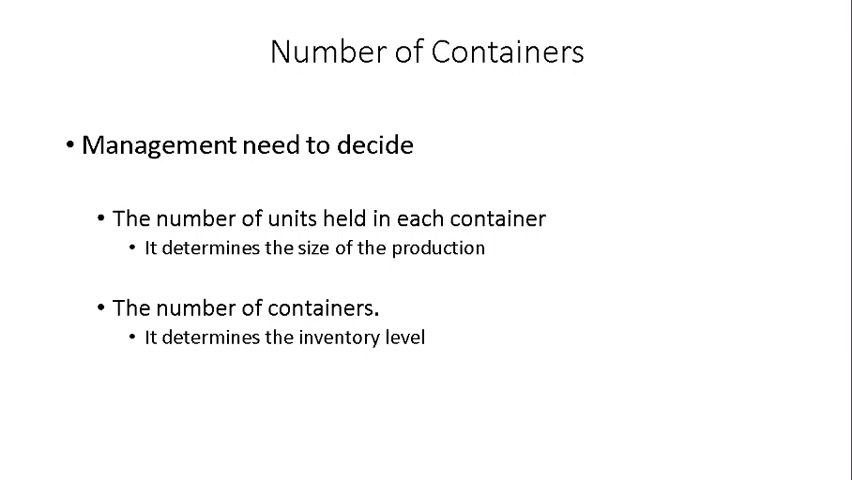 Number of Containers
• Management need to decide
• The number of units held in each container
• It determines the size of the production
• The number of containers.
• It determines the inventory level